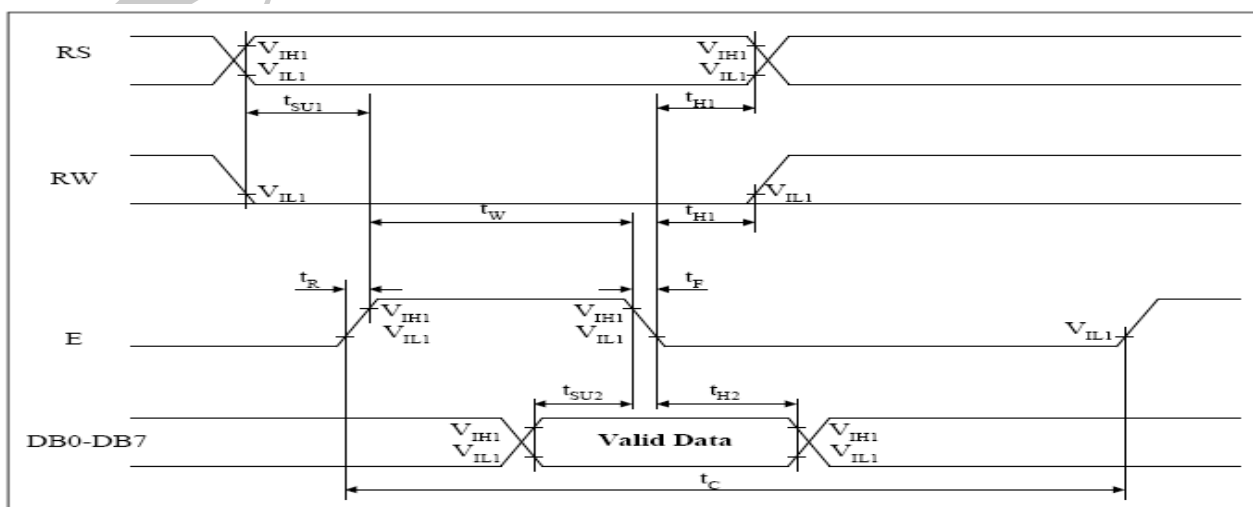 RS
V_IH1
V_IL1
V_IH1
V_IL1
t_SU1
t_H1
RW
V_IL1
V_IL1
t_W
t_H1
t_R
t_F
E
V_IH1
V_IL1
V_IH1
V_IL1
V_IL1
t_SU2
t_H2
DB0-DB7
V_IH1
V_IL1
Valid Data
V_IH1
V_IL1
t_C